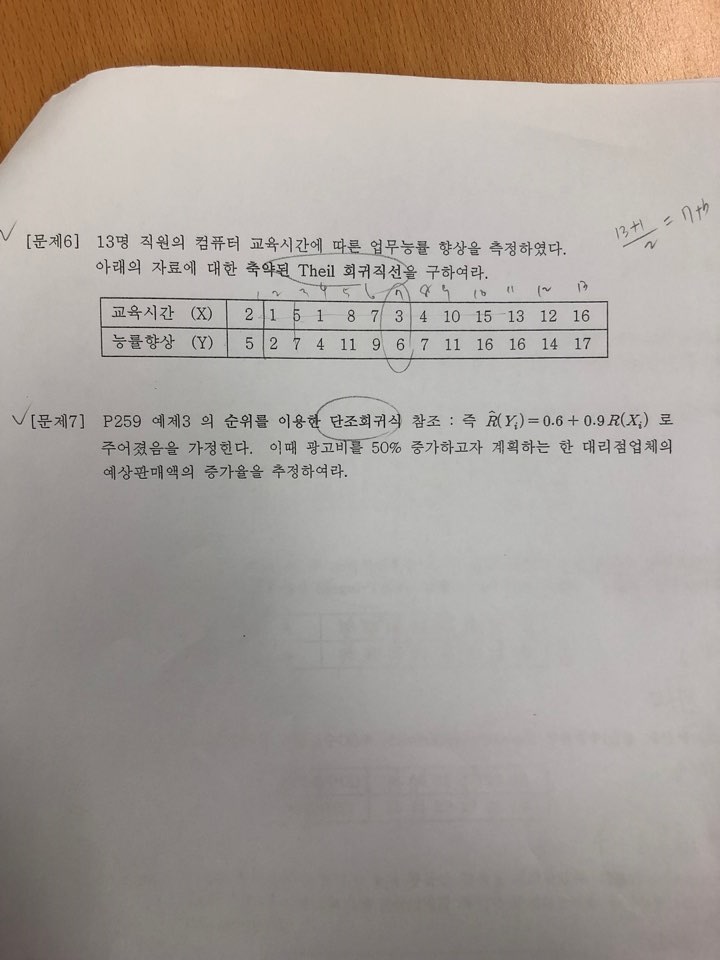 [문제6] 13명 직원의 컴퓨터 교육시간에 따른 업무능률 향상을 측정하였다.
아래의 자료에 대한 축약된 Theil 회귀직선을 구하여라.
13+1/2 =
1 2 3 4 5 6 7 8 9 10 11 12 13
교육시간 (X) 2 1 5 1 8 7 3 4 10 15 13 12 16
능률향상 (Y) 5 2 7 4 11 9 6 7 11 16 16 14 17
[문제7] P259 예제3 의 순위를 이용한 단조회귀식 참조 : 즉 R̂(Yᵢ)=0.6+0.9R(Xᵢ) 로
주어졌음을 가정한다. 이때 광고비를 50% 증가하고자 계획하는 한 대리점업체의
예상판매액의 증가율을 추정하여라.